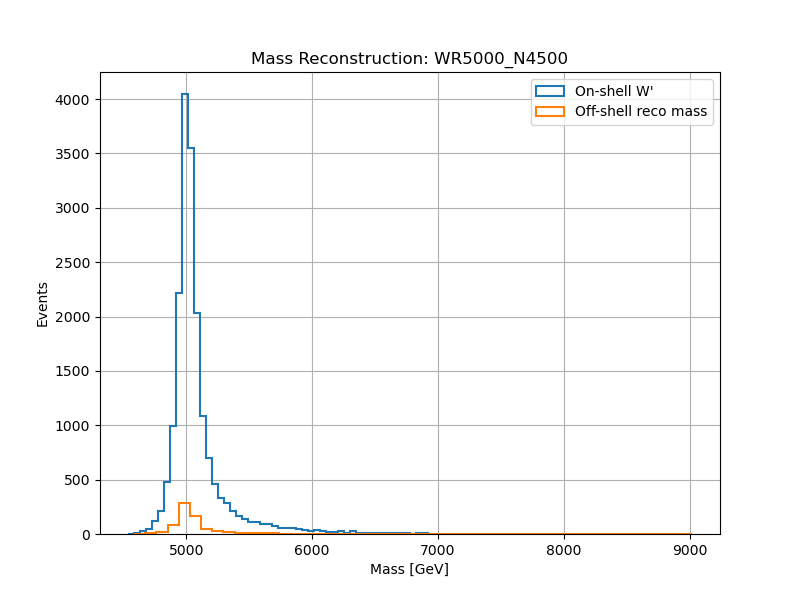 Mass Reconstruction: WR5000_N4500
On-shell W'
Off-shell reco mass
Events
4000
3500
3000
2500
2000
1500
1000
500
0
5000 6000 7000 8000 9000
Mass [GeV]